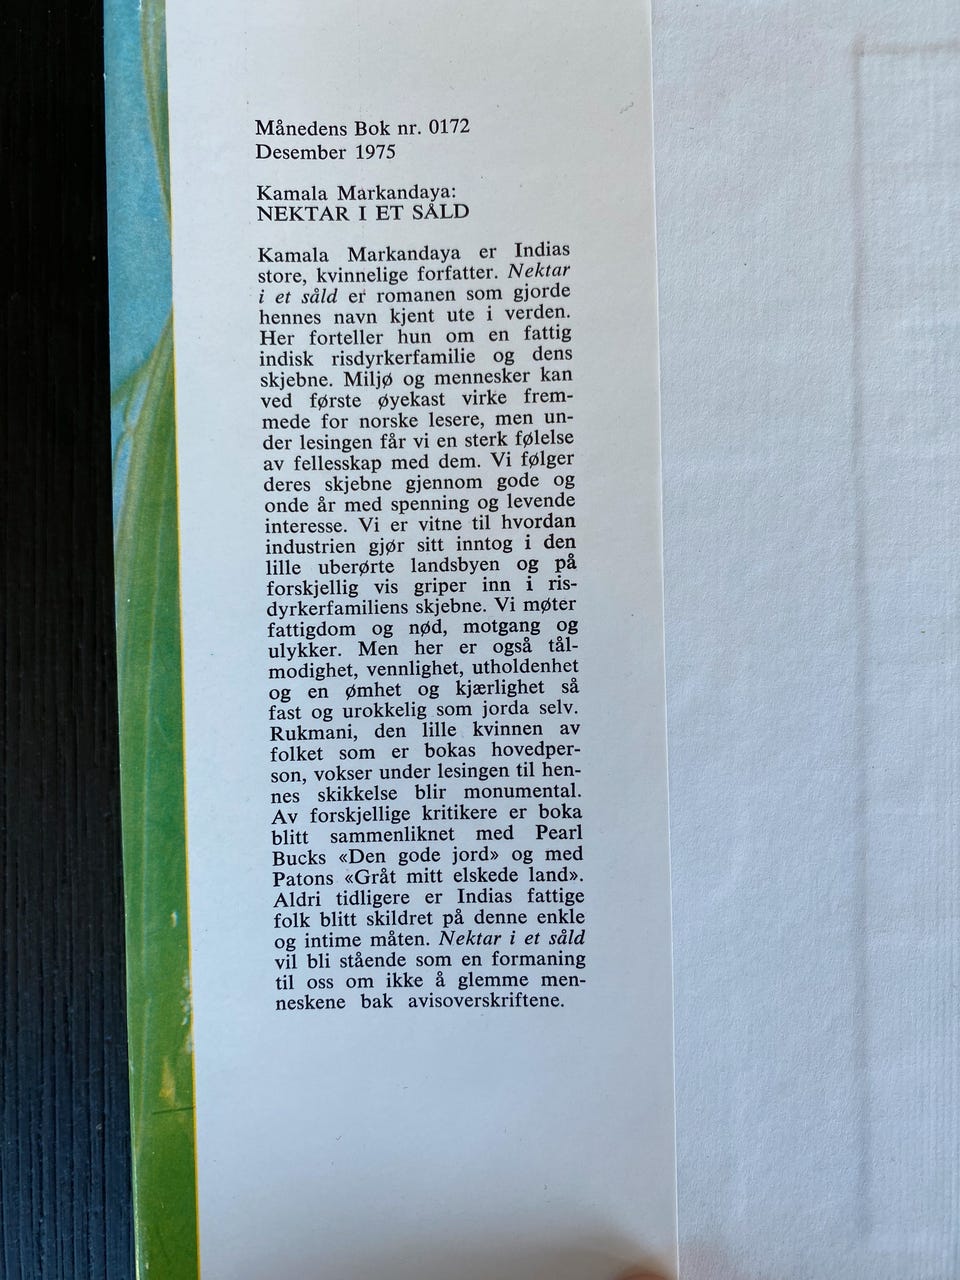 Månedens Bok nr. 0172
Desember 1975
Kamala Markandaya:
NEKTAR I ET SÅLD
Kamala Markandaya er Indias
store, kvinnelige forfatter. Nektar
i et såld er romanen som gjorde
hennes navn kjent ute i verden.
Her forteller hun om en fattig
indisk risdyrkerfamilie og dens
skjebne. Miljø og mennesker kan
ved første øyekast virke frem-
mede for norske lesere, men un-
der lesingen får vi en sterk følelse
av fellesskap med dem. Vi følger
deres skjebne gjennom gode og
onde år med spenning og levende
interesse. Vi er vitne til hvordan
industrien gjør sitt inntog i den
lille uberørte landsbyen og på
forskjellig vis griper inn i ris-
dyrkerfamiliens skjebne. Vi møter
fattigdom og nød, motgang og
ulykker. Men her er også tål-
modighet, vennlighet, utholdenhet
og en ømhet og kjærlighet så
fast og urokkelig som jorda selv.
Rukmani, den lille kvinnen av
folket som er bokas hovedper-
son, vokser under lesingen til hen-
nes skikkelse blir monumental.
Av forskjellige kritikere er boka
blitt sammenliknet med Pearl
Bucks «Den gode jord» og med
Patons «Gråt mitt elskede land».
Aldri tidligere er Indias fattige
folk blitt skildret på denne enkle
og intime måten. Nektar i et såld
vil bli stående som en formaning
til oss om ikke å glemme men-
neskene bak avisoverskriftene.